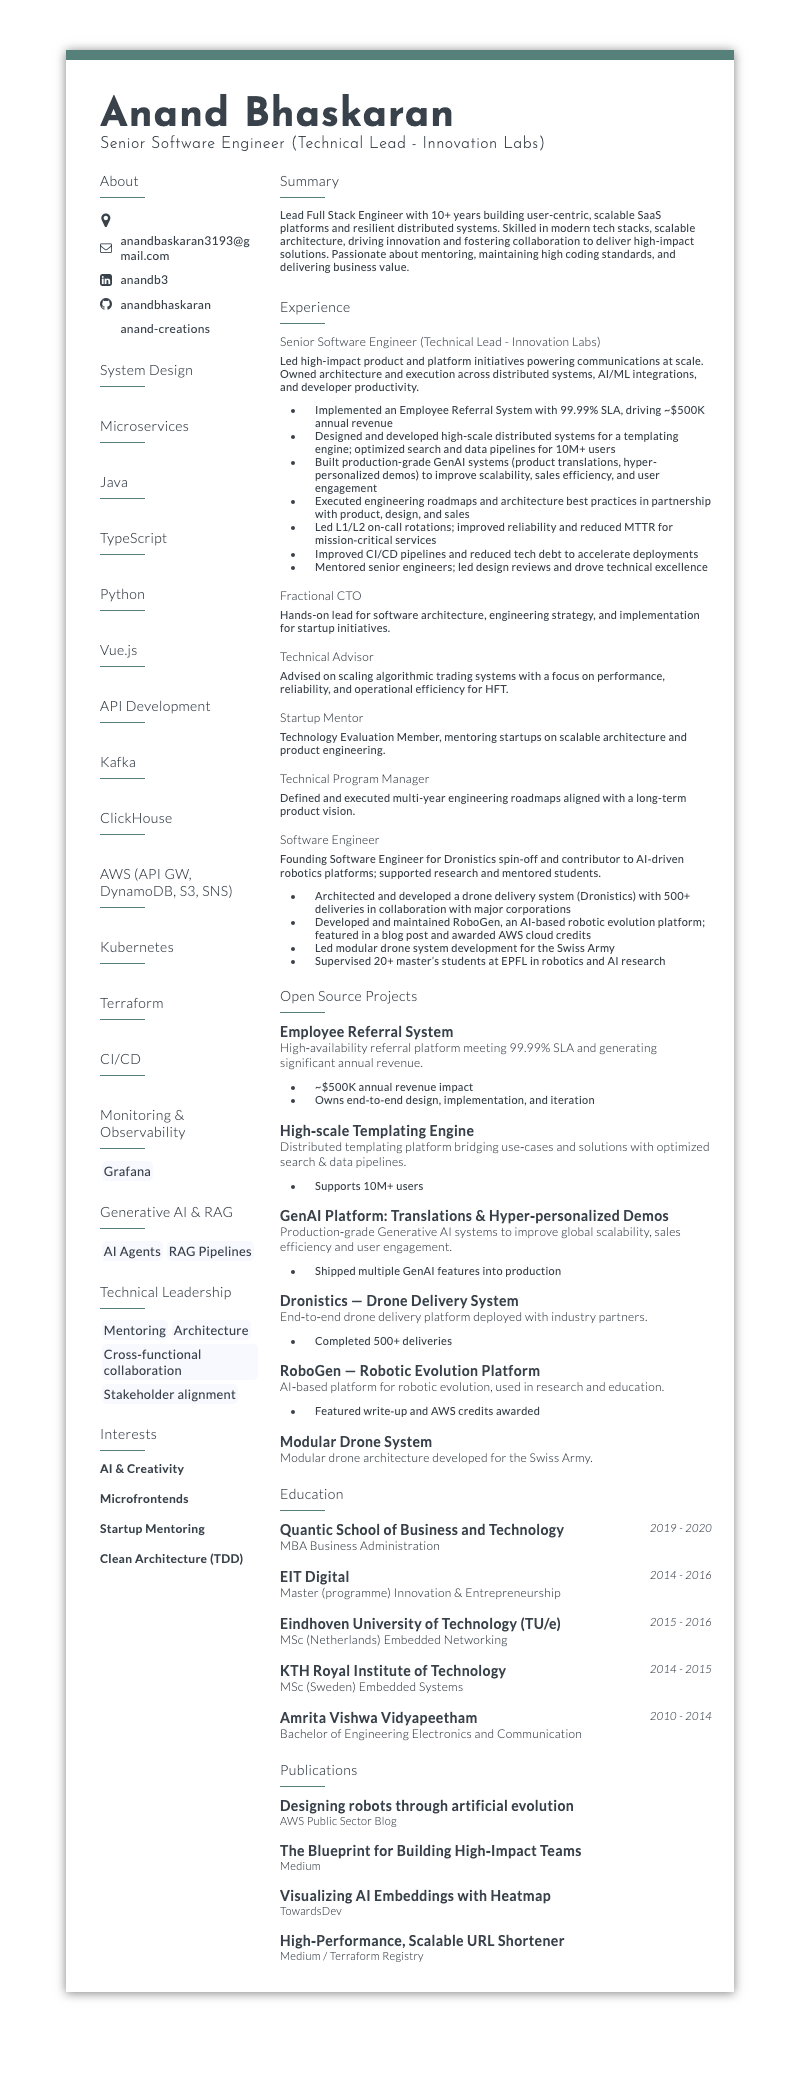 Anand Bhaskaran
Senior Software Engineer (Technical Lead - Innovation Labs)
About
anandbaskaran3193@g
mail.com
anandb3
anandbhaskaran
anand-creations
System Design
Microservices
Java
TypeScript
Python
Vue.js
API Development
Kafka
ClickHouse
AWS (API GW,
DynamoDB, S3, SNS)
Kubernetes
Terraform
CI/CD
Monitoring &
Observability
Grafana
Generative AI & RAG
AI Agents RAG Pipelines
Technical Leadership
Mentoring Architecture
Cross-functional
collaboration
Stakeholder alignment
Interests
AI & Creativity
Microfrontends
Startup Mentoring
Clean Architecture (TDD)
Summary
Lead Full Stack Engineer with 10+ years building user-centric, scalable SaaS
platforms and resilient distributed systems. Skilled in modern tech stacks, scalable
architecture, driving innovation and fostering collaboration to deliver high-impact
solutions. Passionate about mentoring, maintaining high coding standards, and
delivering business value.
Experience
Senior Software Engineer (Technical Lead - Innovation Labs)
Led high-impact product and platform initiatives powering communications at scale.
Owned architecture and execution across distributed systems, AI/ML integrations,
and developer productivity.
• Implemented an Employee Referral System with 99.99% SLA, driving ~$500K
annual revenue
• Designed and developed high-scale distributed systems for a templating
engine; optimized search and data pipelines for 10M+ users
• Built production-grade GenAI systems (product translations, hyper-
personalized demos) to improve scalability, sales efficiency, and user
engagement
• Executed engineering roadmaps and architecture best practices in partnership
with product, design, and sales
• Led L1/L2 on-call rotations; improved reliability and reduced MTTR for
mission-critical services
• Improved CI/CD pipelines and reduced tech debt to accelerate deployments
• Mentored senior engineers; led design reviews and drove technical excellence
Fractional CTO
Hands-on lead for software architecture, engineering strategy, and implementation
for startup initiatives.
Technical Advisor
Advised on scaling algorithmic trading systems with a focus on performance,
reliability, and operational efficiency for HFT.
Startup Mentor
Technology Evaluation Member, mentoring startups on scalable architecture and
product engineering.
Technical Program Manager
Defined and executed multi-year engineering roadmaps aligned with a long-term
product vision.
Software Engineer
Founding Software Engineer for Dronistics spin-off and contributor to AI-driven
robotics platforms; supported research and mentored students.
• Architected and developed a drone delivery system (Dronistics) with 500+
deliveries in collaboration with major corporations
• Developed and maintained RoboGen, an AI-based robotic evolution platform;
featured in a blog post and awarded AWS cloud credits
• Led modular drone system development for the Swiss Army
• Supervised 20+ master's students at EPFL in robotics and AI research
Open Source Projects
Employee Referral System
High-availability referral platform meeting 99.99% SLA and generating
significant annual revenue.
• ~$500K annual revenue impact
• Owns end-to-end design, implementation, and iteration
High-scale Templating Engine
Distributed templating platform bridging use-cases and solutions with optimized
search & data pipelines.
• Supports 10M+ users
GenAI Platform: Translations & Hyper-personalized Demos
Production-grade Generative AI systems to improve global scalability, sales
efficiency and user engagement.
• Shipped multiple GenAI features into production
Dronistics — Drone Delivery System
End-to-end drone delivery platform deployed with industry partners.
• Completed 500+ deliveries
RoboGen — Robotic Evolution Platform
AI-based platform for robotic evolution, used in research and education.
• Featured write-up and AWS credits awarded
Modular Drone System
Modular drone architecture developed for the Swiss Army.
Education
Quantic School of Business and Technology 2019 - 2020
MBA Business Administration
EIT Digital 2014 - 2016
Master (programme) Innovation & Entrepreneurship
Eindhoven University of Technology (TU/e) 2015 - 2016
MSc (Netherlands) Embedded Networking
KTH Royal Institute of Technology 2014 - 2015
MSc (Sweden) Embedded Systems
Amrita Vishwa Vidyapeetham 2010 - 2014
Bachelor of Engineering Electronics and Communication
Publications
Designing robots through artificial evolution
AWS Public Sector Blog
The Blueprint for Building High-Impact Teams
Medium
Visualizing AI Embeddings with Heatmap
TowardsDev
High-Performance, Scalable URL Shortener
Medium / Terraform Registry